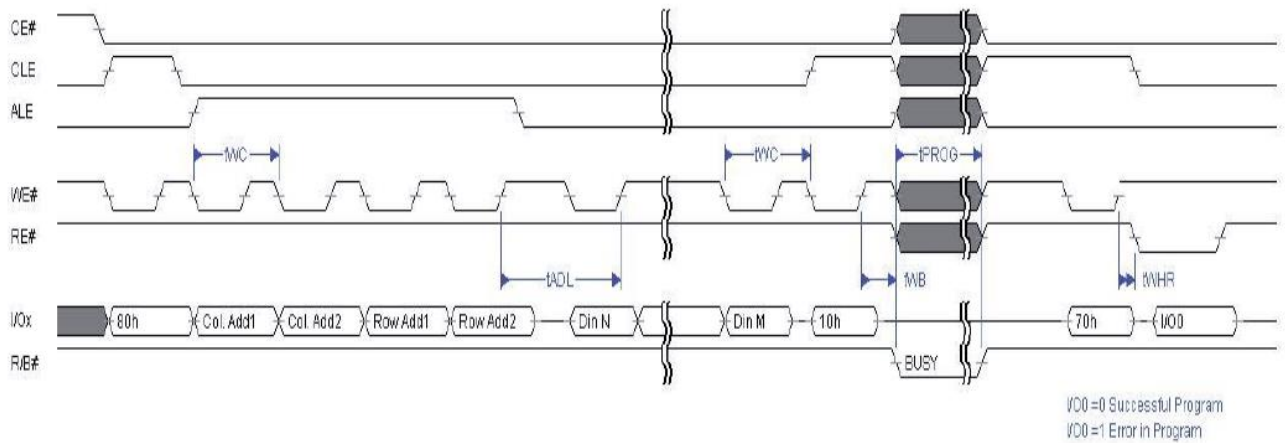 CE#
CLE
ALE
tWC tWC tPROG
WE#
RE#
tADL tWB tWHR
I/Ox 80h Col. Add1 Col. Add2 Row Add1 Row Add2 Din N Din M 10h 70h I/O0
R/B# BUSY
I/O0 =0 Successful Program
I/O0 =1 Error in Program